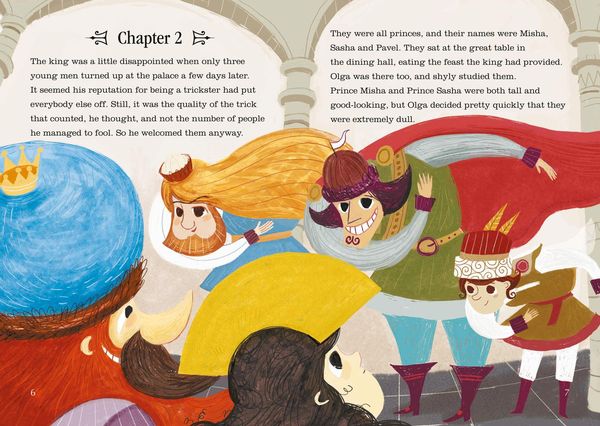 Chapter 2
The king was a little disappointed when only three
young men turned up at the palace a few days later.
It seemed his reputation for being a trickster had put
everybody else off. Still, it was the quality of the trick
that counted, he thought, and not the number of people
he managed to fool. So he welcomed them anyway.
They were all princes, and their names were Misha,
Sasha and Pavel. They sat at the great table in
the dining hall, eating the feast the king had provided.
Olga was there too, and shyly studied them.
Prince Misha and Prince Sasha were both tall and
good-looking, but Olga decided pretty quickly that they
were extremely dull.
6
7